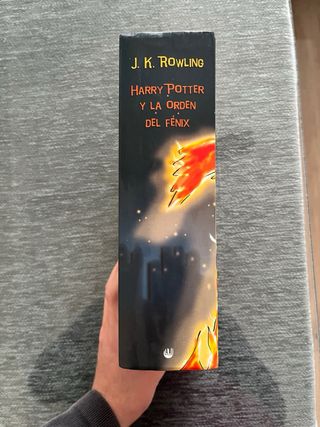 J. K. ROWLING
HARRY POTTER
Y LA ORDEN
DEL FÉNIX